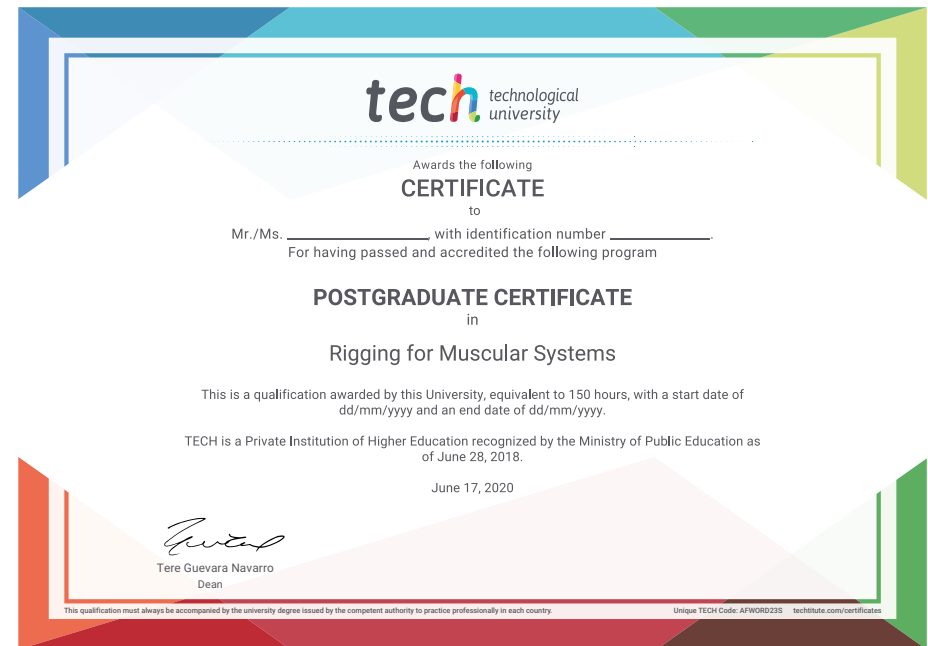 tech technological
university
Awards the following
CERTIFICATE
to
Mr./Ms. ____________________, with identification number ______________.
For having passed and accredited the following program
POSTGRADUATE CERTIFICATE
in
Rigging for Muscular Systems
This is a qualification awarded by this University, equivalent to 150 hours, with a start date of
dd/mm/yyyy and an end date of dd/mm/yyyy.
TECH is a Private Institution of Higher Education recognized by the Ministry of Public Education as
of June 28, 2018.
June 17, 2020
Tere Guevara Navarro
Dean
This qualification must always be accompanied by the university degree issued by the competent authority to practice professionally in each country.
Unique TECH Code: AFWORD23S techtitute.com/certificates